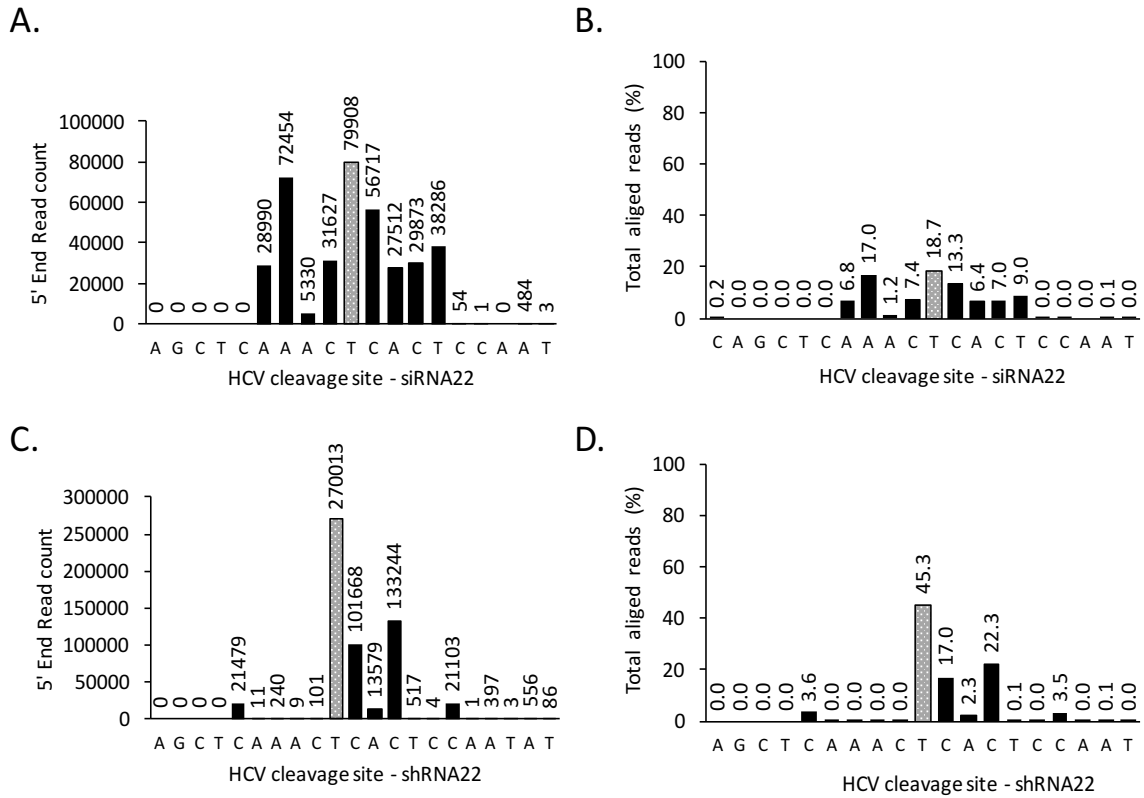 A.
5' End Read count
100000
80000
60000
40000
20000
0
0 0 0 0 0 28990 72454 5330 31627 79908 56717 27512 29873 38286 54 1 0 484 3
A G C T C A A A C T C A C T C C A A T
HCV cleavage site - siRNA22
B.
Total aliged reads (%)
100
80
60
40
20
0
0.2 0.0 0.0 0.0 0.0 0.0 6.8 17.0 1.2 7.4 18.7 13.3 6.4 7.0 9.0 0.0 0.0 0.0 0.1 0.0
C A G C T C A A A C T C A C T C C A A T
HCV cleavage site - siRNA22
C.
5' End Read count
300000
250000
200000
150000
100000
50000
0
0 0 0 0 21479 11 240 9 101 270013 101668 13579 133244 517 4 21103 1 397 3 556 86
A G C T C A A A C T C A C T C C A A T A T
HCV cleavage site - shRNA22
D.
Total aliged reads (%)
100
80
60
40
20
0
0.0 0.0 0.0 0.0 3.6 0.0 0.0 0.0 0.0 45.3 17.0 2.3 22.3 0.1 0.0 3.5 0.0 0.1 0.0
A G C T C A A A C T C A C T C C A A T
HCV cleavage site - shRNA22